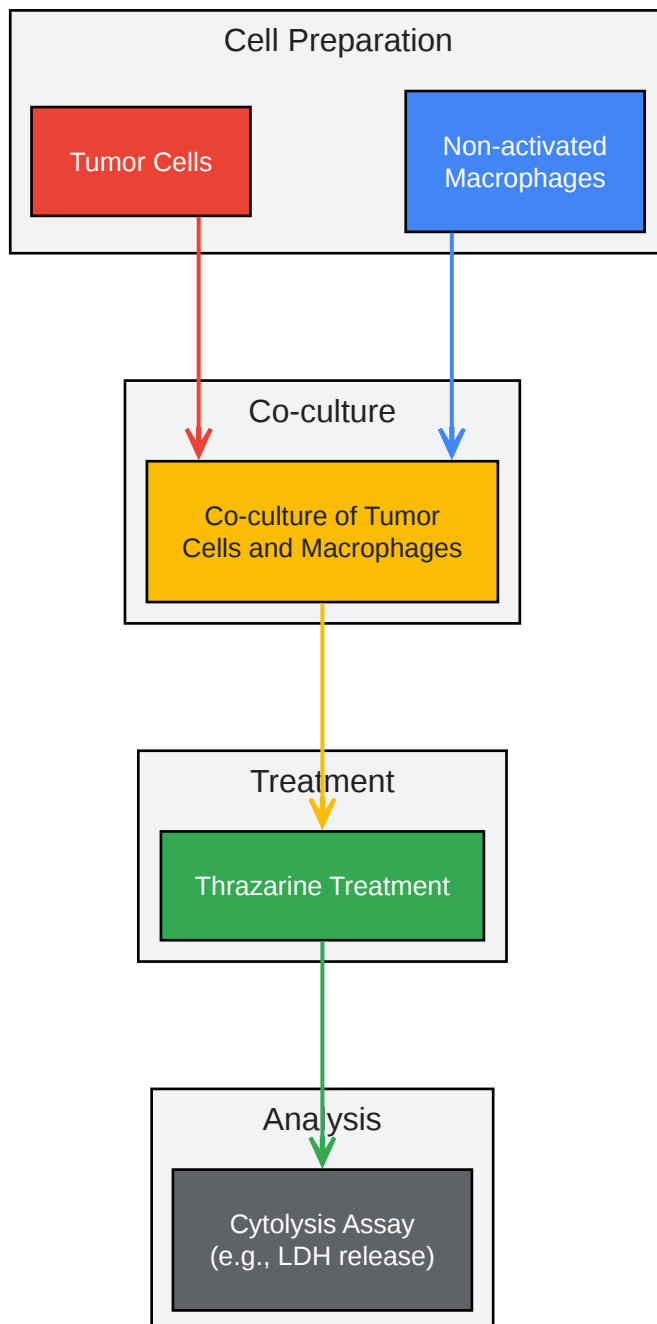 Cell Preparation
Tumor Cells
Non-activated
Macrophages
Co-culture
Co-culture of Tumor
Cells and Macrophages
Treatment
Thrazarine Treatment
Analysis
Cytolysis Assay
(e.g., LDH release)